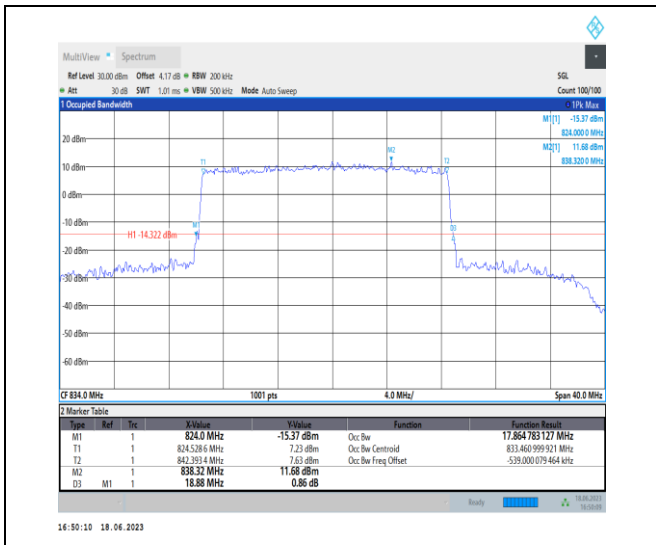 MultiView Spectrum
Ref Level 30.00 dBm Offset 4.17 dB RBW 200 kHz SGL
Att 30 dB SWT 1.01 ms VBW 500 kHz Mode Auto Sweep Count 100/100
1 Occupied Bandwidth 1Pk Max
M1[1] -15.37 dBm
824.000 0 MHz
M2[1] 11.68 dBm
838.320 0 MHz
20 dBm
M2
T1 T2
10 dBm
0 dBm
-10 dBm
M1
H1 -14.322 dBm D3
-20 dBm
-30 dBm
-40 dBm
-50 dBm
-60 dBm
CF 834.0 MHz 1001 pts 4.0 MHz/ Span 40.0 MHz
2 Marker Table
Type Ref Trc X-Value Y-Value Function Function Result
M1 1 824.0 MHz -15.37 dBm Occ Bw 17.864 783 127 MHz
T1 1 824.528 6 MHz 7.23 dBm Occ Bw Centroid 833.460 999 921 MHz
T2 1 842.393 4 MHz 7.63 dBm Occ Bw Freq Offset -539.000 079 464 kHz
M2 1 838.32 MHz 11.68 dBm
D3 M1 1 18.88 MHz 0.86 dB
Ready 18.06.2023
16:50:09
16:50:10 18.06.2023